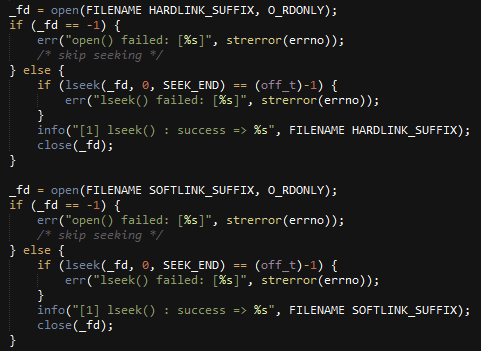 _fd = open(FILENAME HARDLINK_SUFFIX, O_RDONLY);
if (_fd == -1) {
    err("open() failed: [%s]", strerror(errno));
    /* skip seeking */
} else {
    if (lseek(_fd, 0, SEEK_END) == (off_t)-1) {
        err("lseek() failed: [%s]", strerror(errno));
    }
    info("[1] lseek() : success => %s", FILENAME HARDLINK_SUFFIX);
    close(_fd);
}

_fd = open(FILENAME SOFTLINK_SUFFIX, O_RDONLY);
if (_fd == -1) {
    err("open() failed: [%s]", strerror(errno));
    /* skip seeking */
} else {
    if (lseek(_fd, 0, SEEK_END) == (off_t)-1) {
        err("lseek() failed: [%s]", strerror(errno));
    }
    info("[1] lseek() : success => %s", FILENAME SOFTLINK_SUFFIX);
    close(_fd);
}